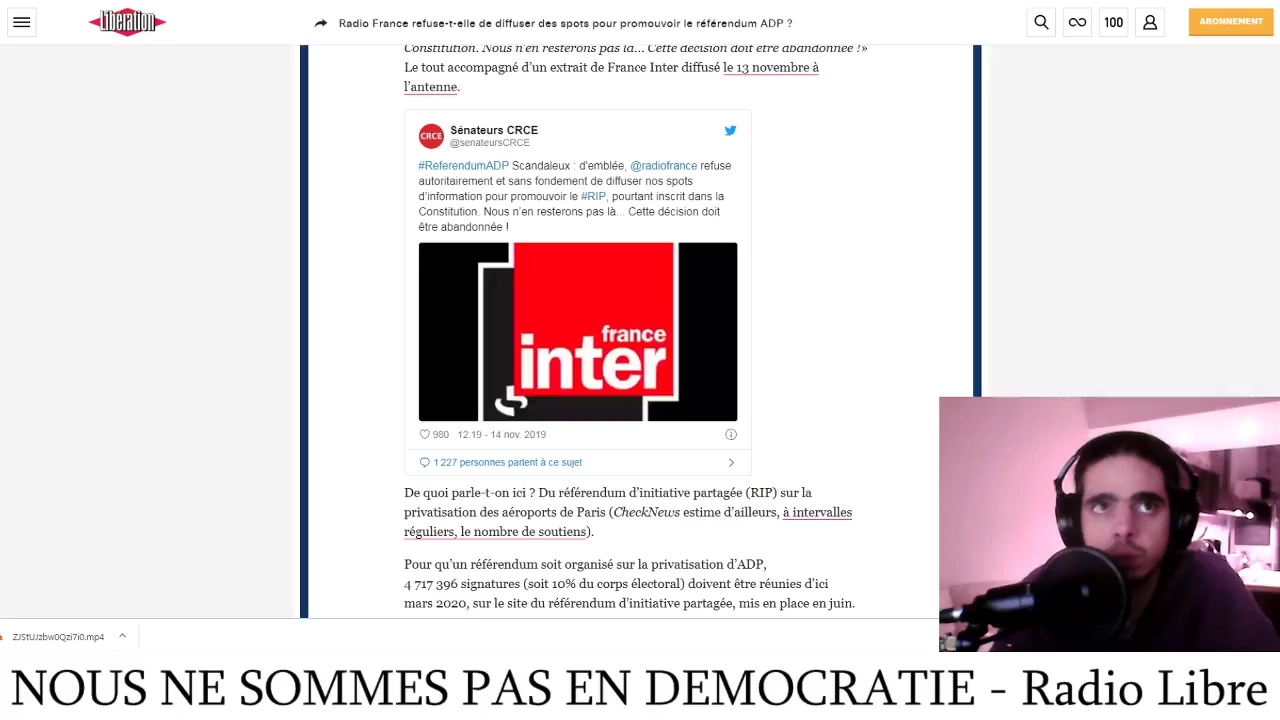 Libération
Radio France refuse-t-elle de diffuser des spots pour promouvoir le référendum ADP ?
100
ABONNEMENT
Constitution. Nous n'en resterons pas là... Cette décision doit être abandonnée !»
Le tout accompagné d'un extrait de France Inter diffusé le 13 novembre à
l'antenne.
CRCE
Sénateurs CRCE
@senateursCRCE
#ReferendumADP Scandaleux : d'emblée, @radiofrance refuse
autoritairement et sans fondement de diffuser nos spots
d'information pour promouvoir le #RIP, pourtant inscrit dans la
Constitution. Nous n'en resterons pas là... Cette décision doit
être abandonnée !
france
inter
980 12:19 - 14 nov. 2019
1 227 personnes parlent à ce sujet
De quoi parle-t-on ici ? Du référendum d'initiative partagée (RIP) sur la
privatisation des aéroports de Paris (CheckNews estime d'ailleurs, à intervalles
réguliers, le nombre de soutiens).
Pour qu'un référendum soit organisé sur la privatisation d'ADP,
4 717 396 signatures (soit 10% du corps électoral) doivent être réunies d'ici
mars 2020, sur le site du référendum d'initiative partagée, mis en place en juin.
ZJStUJzbw0Qzi7i0.mp4
NOUS NE SOMMES PAS EN DEMOCRATIE - Radio Libre